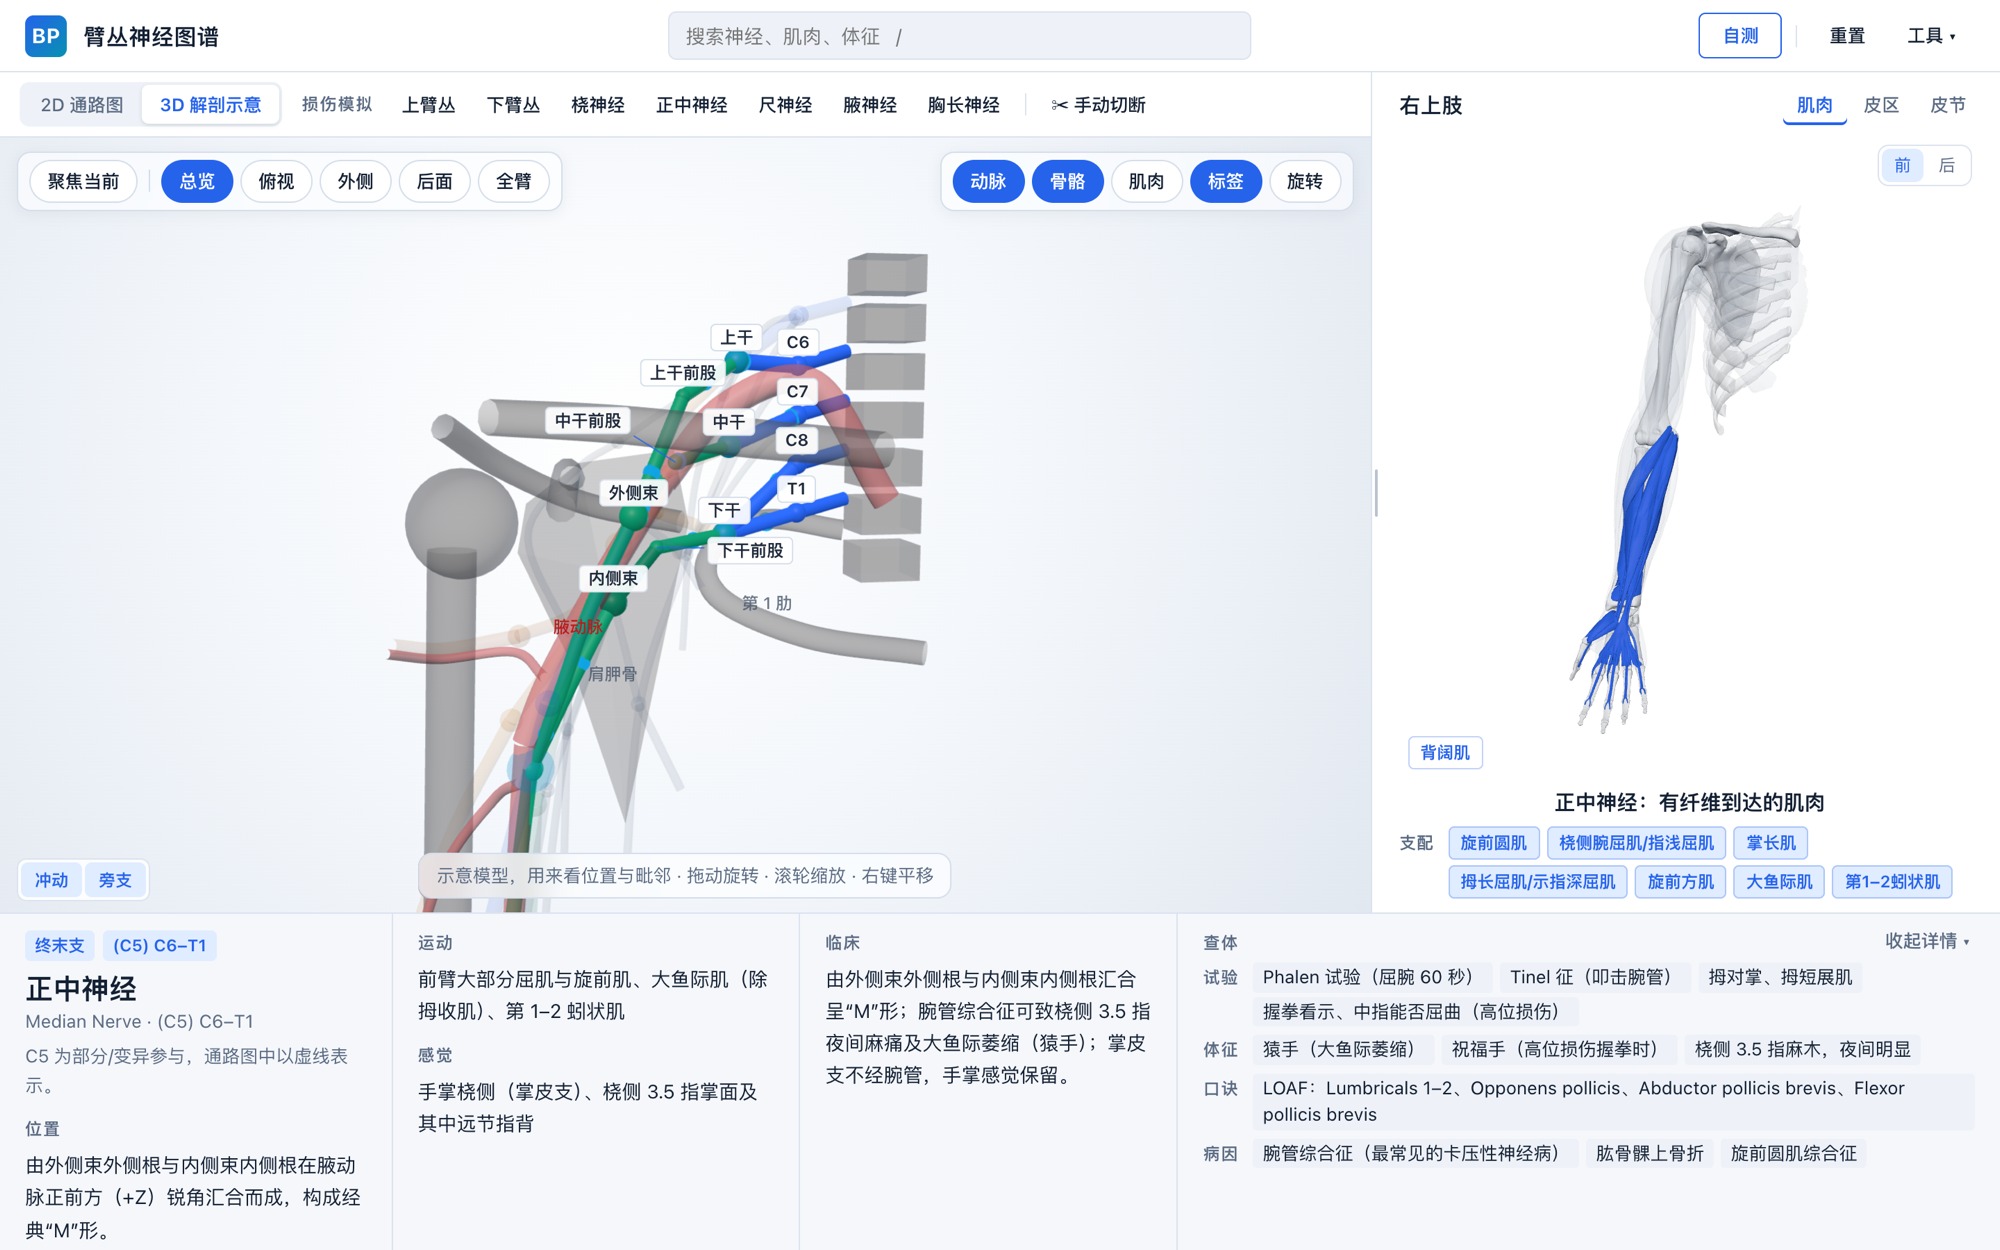 BP 臂丛神经图谱
搜索神经、肌肉、体征 /
自测 重置 工具 ▾
2D 通路图 3D 解剖示意 损伤模拟 上臂丛 下臂丛 桡神经 正中神经 尺神经 腋神经 胸长神经 ✂ 手动切断
右上肢 肌肉 皮区 皮节
聚焦当前 总览 俯视 外侧 后面 全臂
动脉 骨骼 肌肉 标签 旋转
前 后
上干 C6
上干前股
C7
中干前股 中干
C8
外侧束 T1
下干
下干前股
内侧束
第 1 肋
腋动脉
肩胛骨
背阔肌
正中神经：有纤维到达的肌肉
支配 旋前圆肌 桡侧腕屈肌/指浅屈肌 掌长肌
拇长屈肌/示指深屈肌 旋前方肌 大鱼际肌 第1–2蚓状肌
冲动 旁支
示意模型，用来看位置与毗邻 · 拖动旋转 · 滚轮缩放 · 右键平移
终末支 (C5) C6–T1
正中神经
Median Nerve · (C5) C6–T1
C5 为部分/变异参与，通路图中以虚线表
示。
位置
由外侧束外侧根与内侧束内侧根在腋动
脉正前方（+Z）锐角汇合而成，构成经
典“M”形。
运动
前臂大部分屈肌与旋前肌、大鱼际肌（除
拇收肌）、第 1–2 蚓状肌
感觉
手掌桡侧（掌皮支）、桡侧 3.5 指掌面及
其中远节指背
临床
由外侧束外侧根与内侧束内侧根汇合
呈“M”形；腕管综合征可致桡侧 3.5 指
夜间麻痛及大鱼际萎缩（猿手）；掌皮
支不经腕管，手掌感觉保留。
查体 收起详情 ▾
试验 Phalen 试验（屈腕 60 秒） Tinel 征（叩击腕管） 拇对掌、拇短展肌
握拳看示、中指能否屈曲（高位损伤）
体征 猿手（大鱼际萎缩） 祝福手（高位损伤握拳时） 桡侧 3.5 指麻木，夜间明显
口诀 LOAF：Lumbricals 1–2、Opponens pollicis、Abductor pollicis brevis、Flexor
pollicis brevis
病因 腕管综合征（最常见的卡压性神经病） 肱骨髁上骨折 旋前圆肌综合征